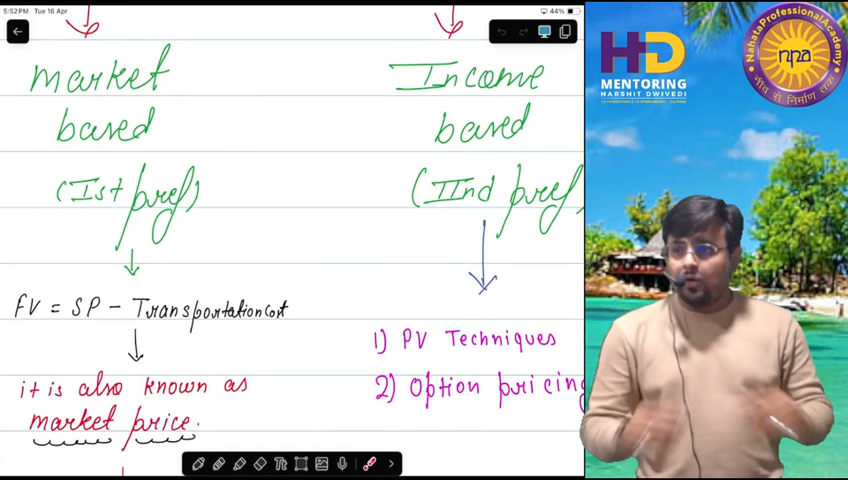 5:52PM Tue 16 Apr
44%
market
based
(Ist pref)
FV = SP - Transportation cost
it is also known as
market price.
Income
based
(IInd pref)
1) PV Techniques
2) Option pricing
HD
MENTORING
HARSHIT DWIVEDI
Nahata Professional Academy
npa
नींव से निर्माण तक